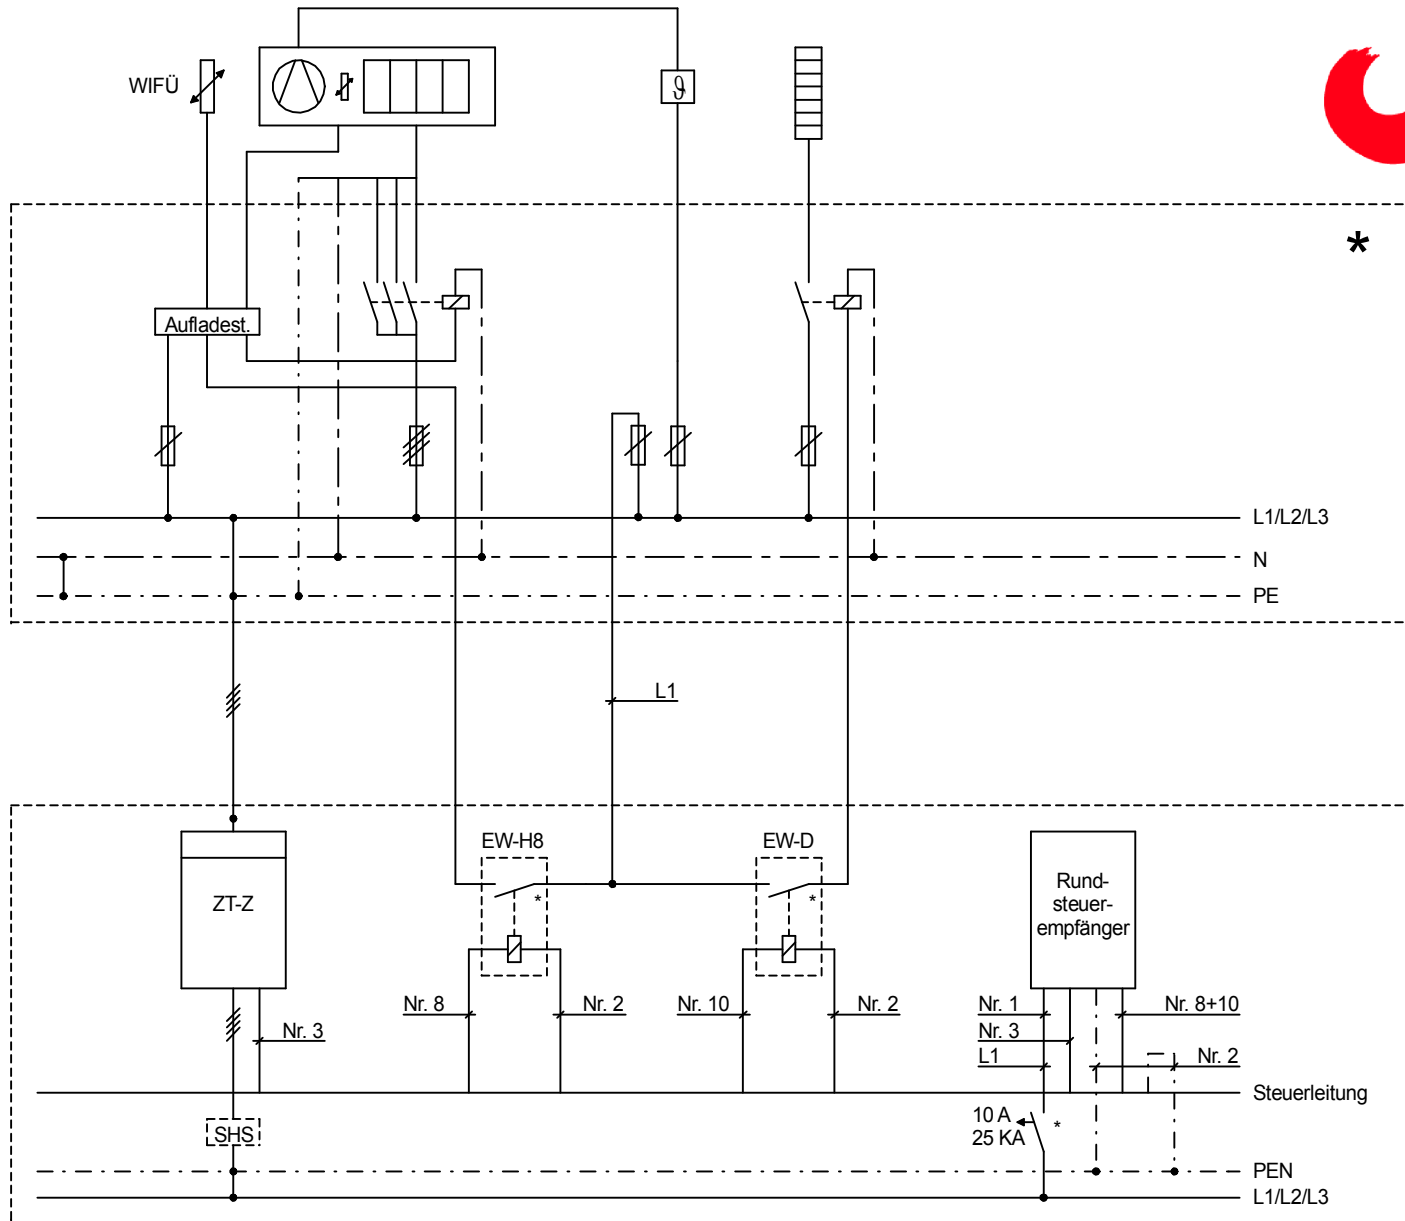 WIFÜ
ϑ
*
Aufladest.
L1/L2/L3
N
PE
L1
EW-H8
EW-D
ZT-Z
*
*
Rund-
steuer-
empfänger
Nr. 8
Nr. 2
Nr. 10
Nr. 2
Nr. 1
Nr. 8+10
Nr. 3
Nr. 3
L1
Nr. 2
Steuerleitung
10 A
*
25 KA
SHS
PEN
L1/L2/L3